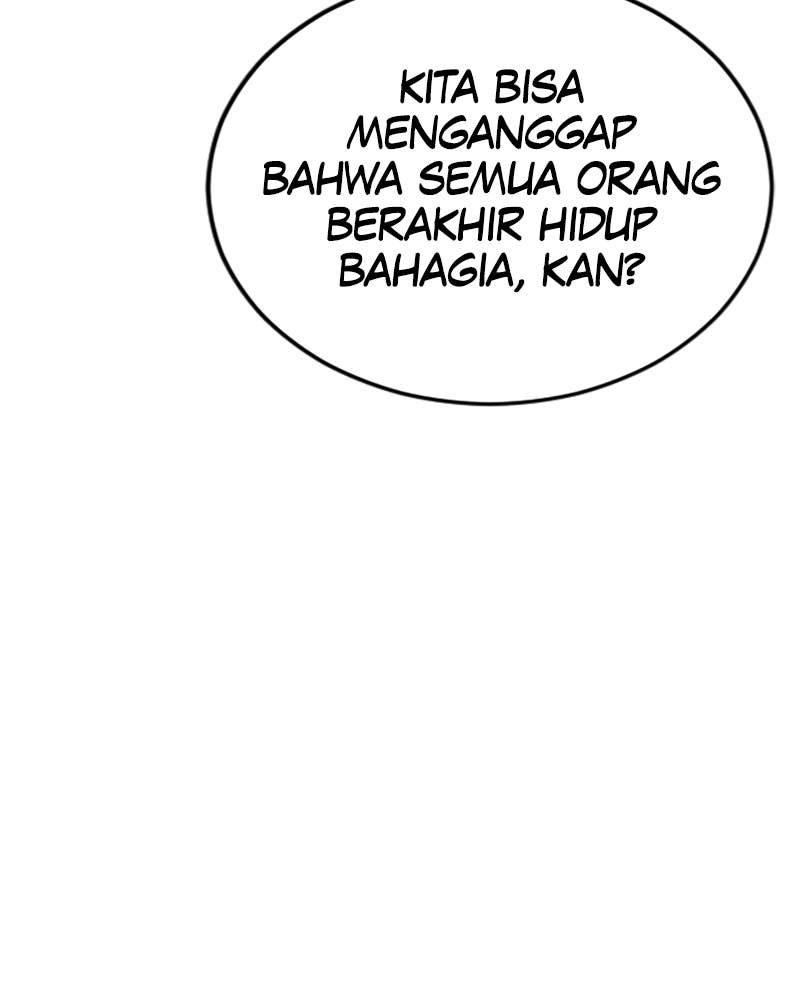 KITA BISA
MENGANGGAP
BAHWA SEMUA ORANG
BERAKHIR HIDUP
BAHAGIA, KAN?